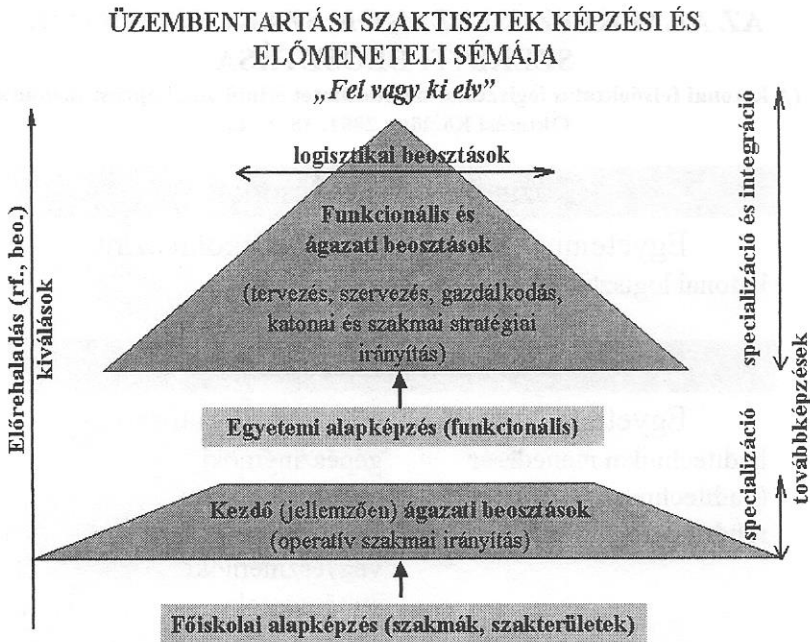 ÜZEMBENTARTÁSI SZAKTISZTEK KÉPZÉSI ÉS
ELŐMENETELI SÉMÁJA
„Fel vagy ki elv”
logisztikai beosztások
Funkcionális és
ágazati beosztások
(tervezés, szervezés, gazdálkodás,
katonai és szakmai stratégiai
irányítás)
Egyetemi alapképzés (funkcionális)
Kezdő (jellemzően) ágazati beosztások
(operatív szakmai irányítás)
Főiskolai alapképzés (szakmák, szakterületek)
Előrehaladás (rf., beo.)
kiválások
specializáció és integráció
specializáció
továbbképzések